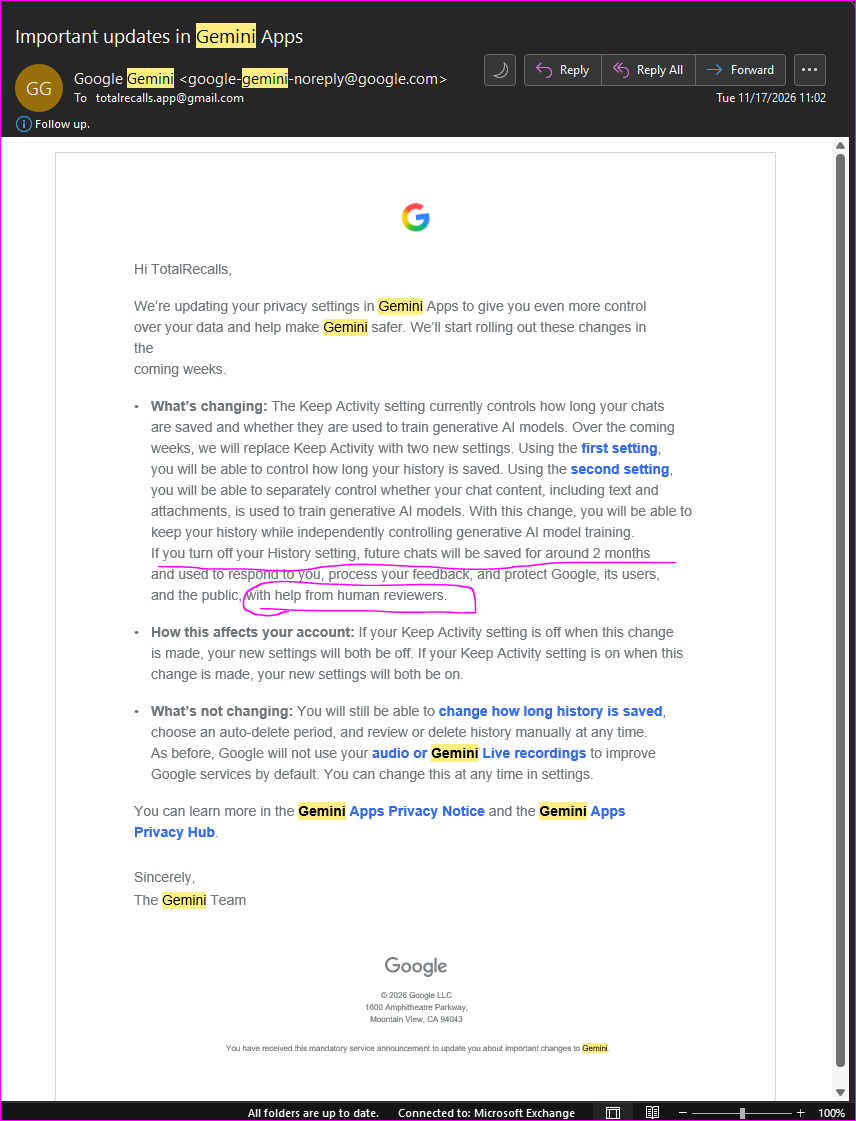 Important updates in Gemini Apps
GG
Google Gemini <google-gemini-noreply@google.com>
To totalrecalls.app@gmail.com
Reply
Reply All
Forward
Tue 11/17/2026 11:02
Follow up.
Hi TotalRecalls,
We’re updating your privacy settings in Gemini Apps to give you even more control
over your data and help make Gemini safer. We’ll start rolling out these changes in
the
coming weeks.
• What’s changing: The Keep Activity setting currently controls how long your chats
are saved and whether they are used to train generative AI models. Over the coming
weeks, we will replace Keep Activity with two new settings. Using the first setting,
you will be able to control how long your history is saved. Using the second setting,
you will be able to separately control whether your chat content, including text and
attachments, is used to train generative AI models. With this change, you will be able to
keep your history while independently controlling generative AI model training.
If you turn off your History setting, future chats will be saved for around 2 months
and used to respond to you, process your feedback, and protect Google, its users,
and the public, with help from human reviewers.
• How this affects your account: If your Keep Activity setting is off when this change
is made, your new settings will both be off. If your Keep Activity setting is on when this
change is made, your new settings will both be on.
• What’s not changing: You will still be able to change how long history is saved,
choose an auto-delete period, and review or delete history manually at any time.
As before, Google will not use your audio or Gemini Live recordings to improve
Google services by default. You can change this at any time in settings.
You can learn more in the Gemini Apps Privacy Notice and the Gemini Apps
Privacy Hub.
Sincerely,
The Gemini Team
Google
© 2026 Google LLC
1600 Amphitheatre Parkway,
Mountain View, CA 94043
You have received this mandatory service announcement to update you about important changes to Gemini.
All folders are up to date. Connected to: Microsoft Exchange 100%